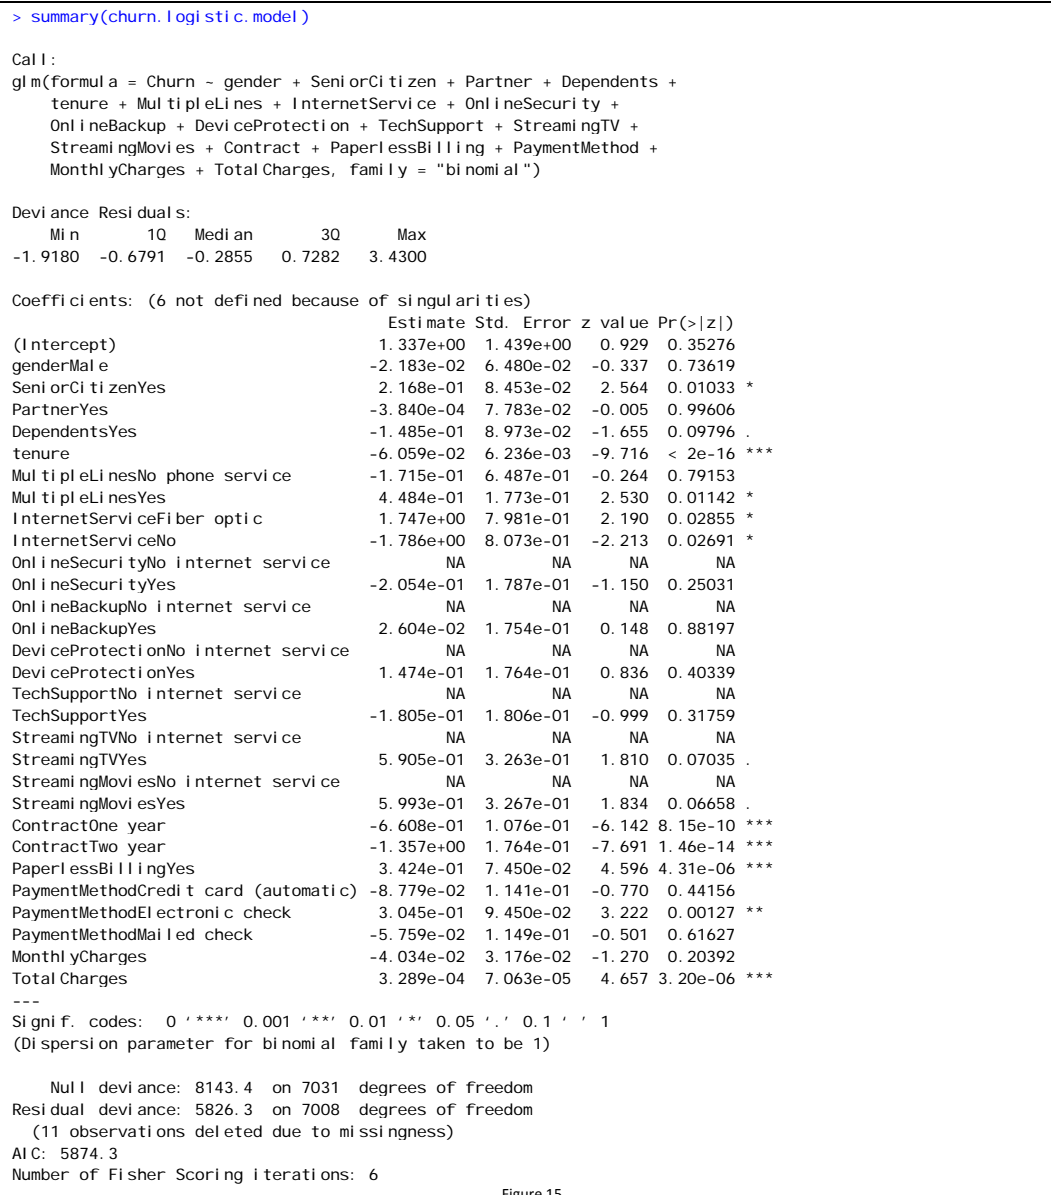 > summary(churn.logistic.model)
Call:
glm(formula = Churn ~ gender + SeniorCitizen + Partner + Dependents +
    tenure + MultipleLines + InternetService + OnlineSecurity +
    OnlineBackup + DeviceProtection + TechSupport + StreamingTV +
    StreamingMovies + Contract + PaperlessBilling + PaymentMethod +
    MonthlyCharges + TotalCharges, family = "binomial")
Deviance Residuals:
    Min      1Q  Median      3Q     Max
-1.9180 -0.6791 -0.2855  0.7282  3.4300
Coefficients: (6 not defined because of singularities)
                                       Estimate Std. Error z value Pr(>|z|)
(Intercept)                           1.337e+00  1.439e+00   0.929  0.35276
genderMale                           -2.183e-02  6.480e-02  -0.337  0.73619
SeniorCitizenYes                      2.168e-01  8.453e-02   2.564  0.01033 *
PartnerYes                           -3.840e-04  7.783e-02  -0.005  0.99606
DependentsYes                        -1.485e-01  8.973e-02  -1.655  0.09796 .
tenure                               -6.059e-02  6.236e-03  -9.716  < 2e-16 ***
MultipleLinesNo phone service        -1.715e-01  6.487e-01  -0.264  0.79153
MultipleLinesYes                      4.484e-01  1.773e-01   2.530  0.01142 *
InternetServiceFiber optic            1.747e+00  7.981e-01   2.190  0.02855 *
InternetServiceNo                    -1.786e+00  8.073e-01  -2.213  0.02691 *
OnlineSecurityNo internet service            NA         NA      NA       NA
OnlineSecurityYes                    -2.054e-01  1.787e-01  -1.150  0.25031
OnlineBackupNo internet service              NA         NA      NA       NA
OnlineBackupYes                       2.604e-02  1.754e-01   0.148  0.88197
DeviceProtectionNo internet service          NA         NA      NA       NA
DeviceProtectionYes                   1.474e-01  1.764e-01   0.836  0.40339
TechSupportNo internet service               NA         NA      NA       NA
TechSupportYes                       -1.805e-01  1.806e-01  -0.999  0.31759
StreamingTVNo internet service               NA         NA      NA       NA
StreamingTVYes                        5.905e-01  3.263e-01   1.810  0.07035 .
StreamingMoviesNo internet service           NA         NA      NA       NA
StreamingMoviesYes                    5.993e-01  3.267e-01   1.834  0.06658 .
ContractOne year                     -6.608e-01  1.076e-01  -6.142 8.15e-10 ***
ContractTwo year                     -1.357e+00  1.764e-01  -7.691 1.46e-14 ***
PaperlessBillingYes                   3.424e-01  7.450e-02   4.596 4.31e-06 ***
PaymentMethodCredit card (automatic) -8.779e-02  1.141e-01  -0.770  0.44156
PaymentMethodElectronic check         3.045e-01  9.450e-02   3.222  0.00127 **
PaymentMethodMailed check            -5.759e-02  1.149e-01  -0.501  0.61627
MonthlyCharges                       -4.034e-02  3.176e-02  -1.270  0.20392
TotalCharges                          3.289e-04  7.063e-05   4.657 3.20e-06 ***
---
Signif. codes:  0 ‘***’ 0.001 ‘**’ 0.01 ‘*’ 0.05 ‘.’ 0.1 ‘ ’ 1
(Dispersion parameter for binomial family taken to be 1)
    Null deviance: 8143.4  on 7031  degrees of freedom
Residual deviance: 5826.3  on 7008  degrees of freedom
  (11 observations deleted due to missingness)
AIC: 5874.3
Number of Fisher Scoring iterations: 6
Figure 15